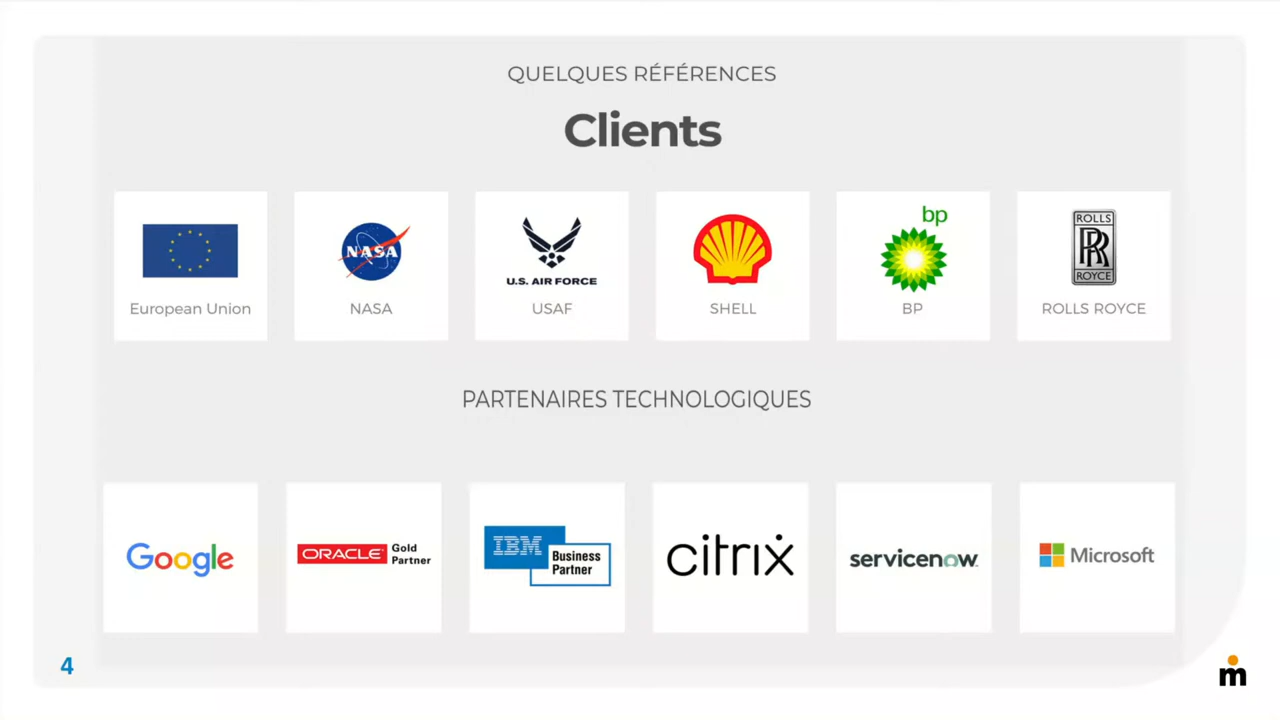 QUELQUES RÉFÉRENCES
Clients
NASA
U.S. AIR FORCE
bp
ROLLS
RR
ROYCE
European Union
NASA
USAF
SHELL
BP
ROLLS ROYCE
PARTENAIRES TECHNOLOGIQUES
Google
ORACLE
Gold
Partner
IBM
Business
Partner
citrix
servicenow
Microsoft
4
m